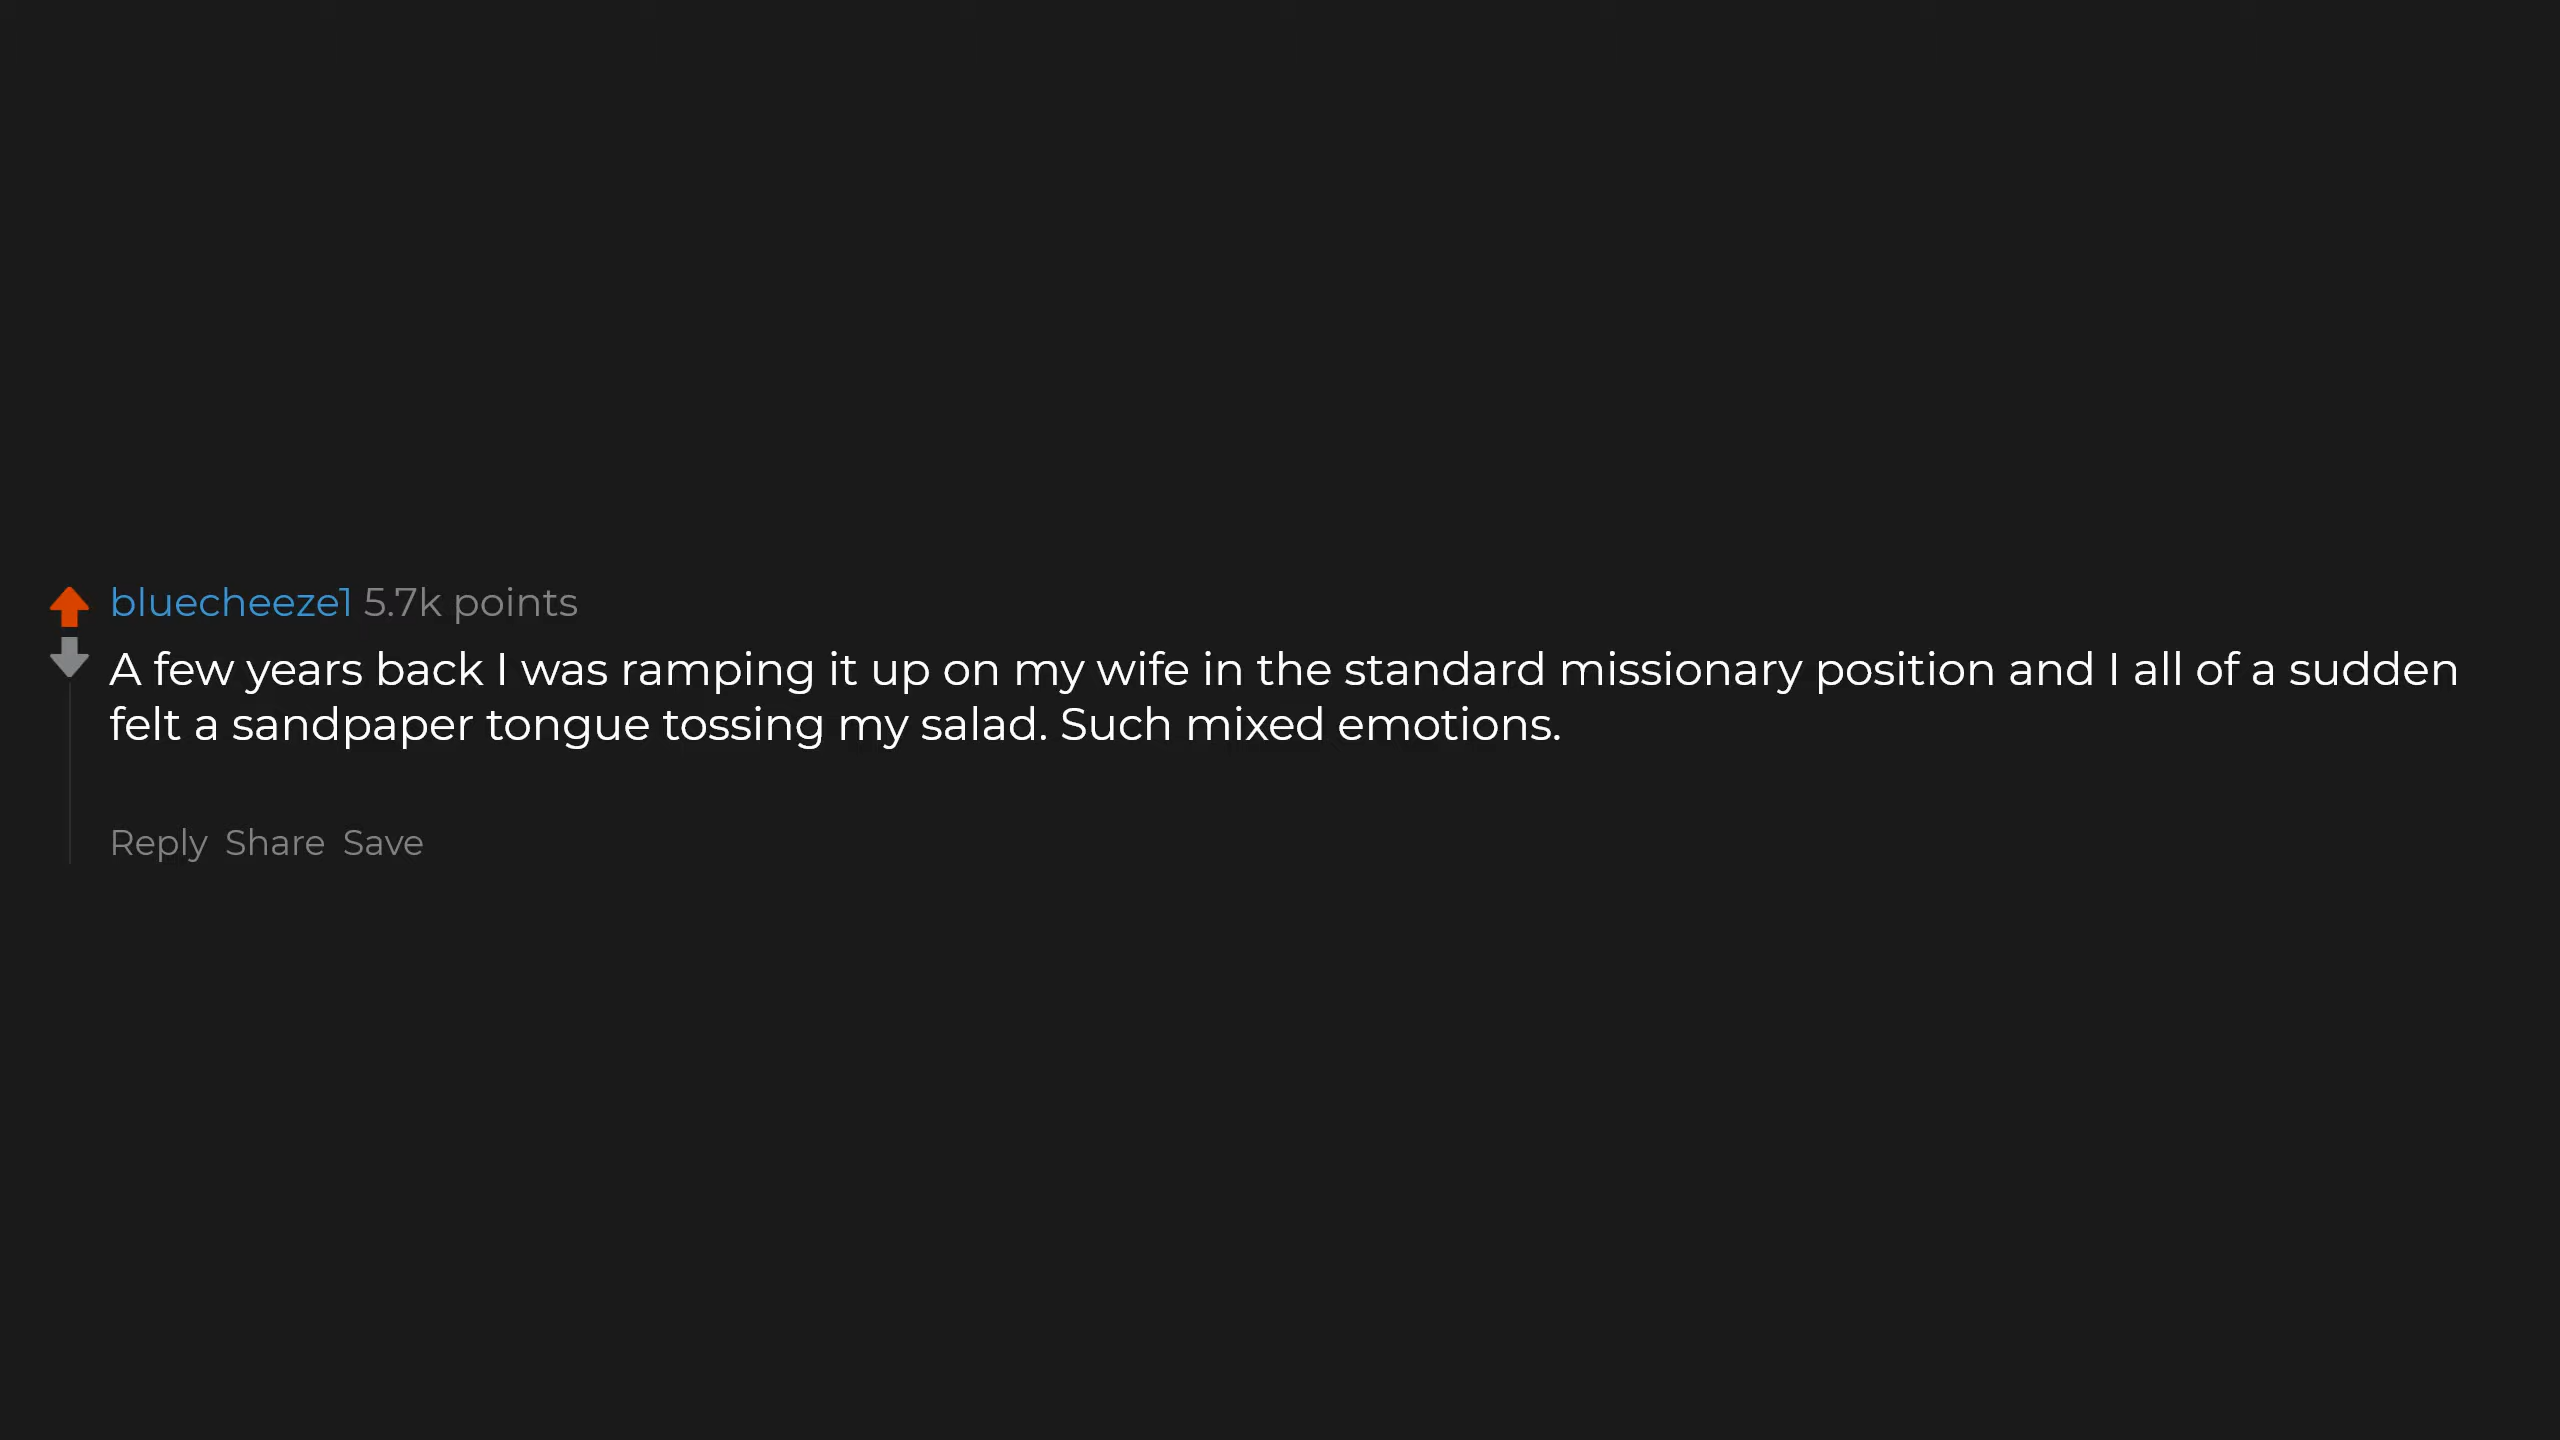 bluecheeze1 5.7k points
A few years back I was ramping it up on my wife in the standard missionary position and I all of a sudden
felt a sandpaper tongue tossing my salad. Such mixed emotions.
Reply Share Save